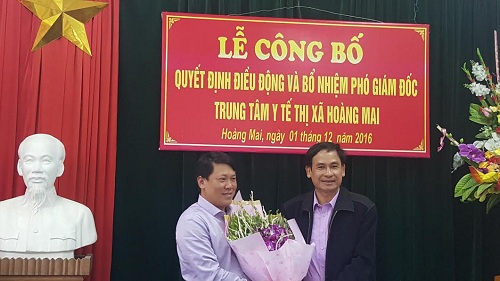 LỄ CÔNG BỐ
QUYẾT ĐỊNH ĐIỀU ĐỘNG VÀ BỔ NHIỆM PHÓ GIÁM ĐỐC
TRUNG TÂM Y TẾ THỊ XÃ HOÀNG MAI
Hoàng Mai, ngày 01 tháng 12 năm 2016